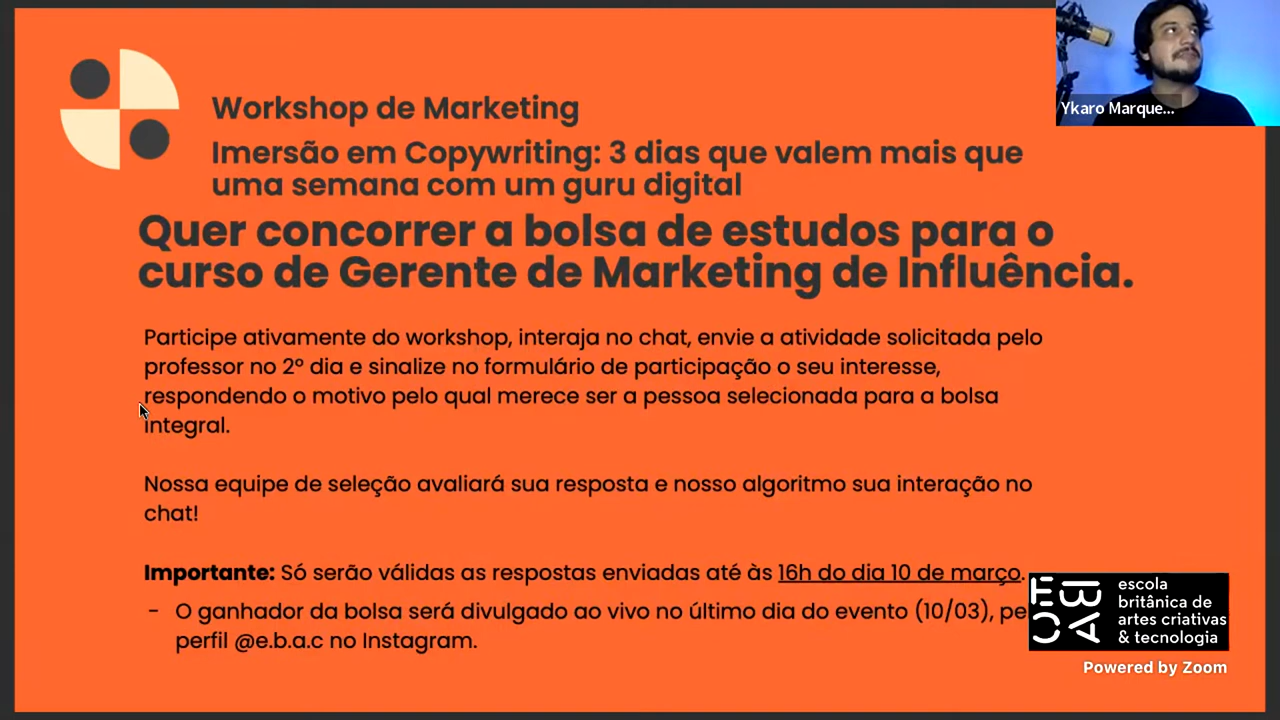 Workshop de Marketing
Imersão em Copywriting: 3 dias que valem mais que
uma semana com um guru digital
Quer concorrer a bolsa de estudos para o
curso de Gerente de Marketing de Influência.
Participe ativamente do workshop, interaja no chat, envie a atividade solicitada pelo
professor no 2º dia e sinalize no formulário de participação o seu interesse,
respondendo o motivo pelo qual merece ser a pessoa selecionada para a bolsa
integral.
Nossa equipe de seleção avaliará sua resposta e nosso algoritmo sua interação no
chat!
Importante: Só serão válidas as respostas enviadas até às 16h do dia 10 de março.
- O ganhador da bolsa será divulgado ao vivo no último dia do evento (10/03), pe
perfil @e.b.a.c no Instagram.
Ykaro Marque...
EBAC
escola
britânica de
artes criativas
& tecnologia
Powered by Zoom